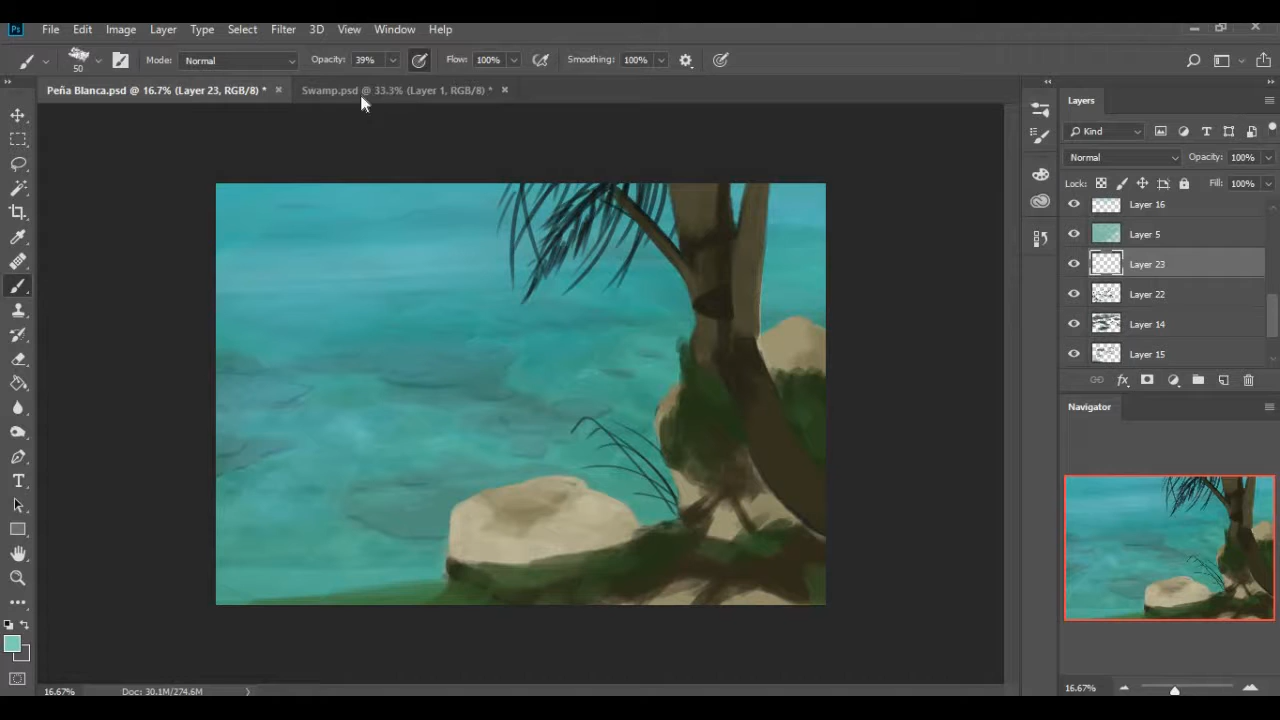 Ps File Edit Image Layer Type Select Filter 3D View Window Help
50 Mode: Normal Opacity: 39% Flow: 100% Smoothing: 100%
Peña Blanca.psd @ 16.7% (Layer 23, RGB/8) * Swamp.psd @ 33.3% (Layer 1, RGB/8) *
Layers
Kind
Normal Opacity: 100%
Lock: Fill: 100%
Layer 16
Layer 5
Layer 23
Layer 22
Layer 14
Layer 15
fx
Navigator
16.67% Doc: 30.1M/274.6M
16.67%